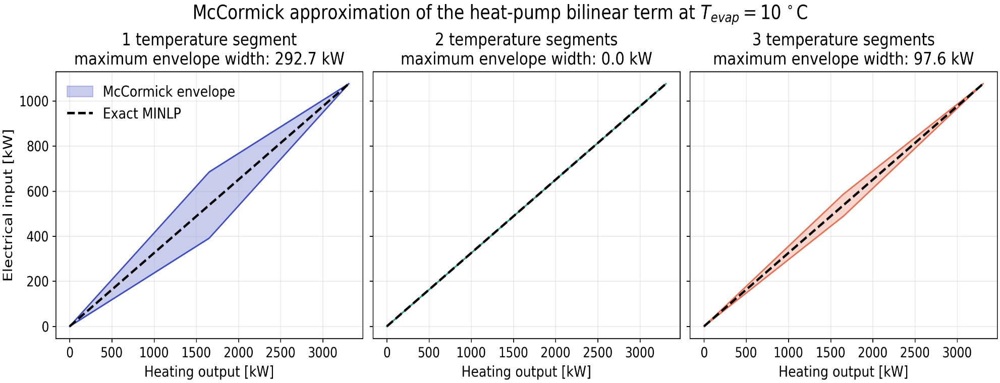 McCormick approximation of the heat-pump bilinear term at T_evap = 10 °C
1 temperature segment
maximum envelope width: 292.7 kW
2 temperature segments
maximum envelope width: 0.0 kW
3 temperature segments
maximum envelope width: 97.6 kW
McCormick envelope
Exact MINLP
Electrical input [kW]
1000
800
600
400
200
0
0 500 1000 1500 2000 2500 3000
0 500 1000 1500 2000 2500 3000
0 500 1000 1500 2000 2500 3000
Heating output [kW]
Heating output [kW]
Heating output [kW]